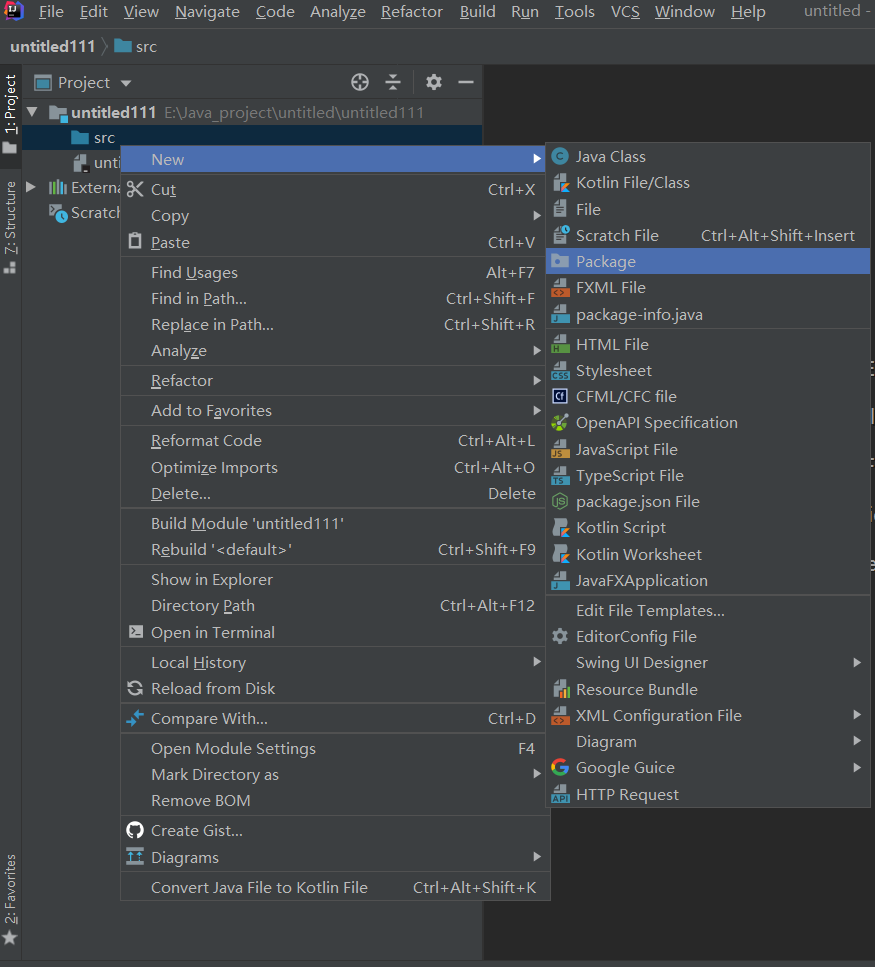 File Edit View Navigate Code Analyze Refactor Build Run Tools VCS Window Help untitled -
untitled111 src
Project
1: Project
untitled111 E:\Java_project\untitled\untitled111
src
unti
Externa
Scratch
7: Structure
2: Favorites
New
Cut Ctrl+X
Copy
Paste Ctrl+V
Find Usages Alt+F7
Find in Path... Ctrl+Shift+F
Replace in Path... Ctrl+Shift+R
Analyze
Refactor
Add to Favorites
Reformat Code Ctrl+Alt+L
Optimize Imports Ctrl+Alt+O
Delete... Delete
Build Module 'untitled111'
Rebuild '<default>' Ctrl+Shift+F9
Show in Explorer
Directory Path Ctrl+Alt+F12
Open in Terminal
Local History
Reload from Disk
Compare With... Ctrl+D
Open Module Settings F4
Mark Directory as
Remove BOM
Create Gist...
Diagrams
Convert Java File to Kotlin File Ctrl+Alt+Shift+K
Java Class
Kotlin File/Class
File
Scratch File Ctrl+Alt+Shift+Insert
Package
FXML File
package-info.java
HTML File
Stylesheet
CFML/CFC file
OpenAPI Specification
JavaScript File
TypeScript File
package.json File
Kotlin Script
Kotlin Worksheet
JavaFXApplication
Edit File Templates...
EditorConfig File
Swing UI Designer
Resource Bundle
XML Configuration File
Diagram
Google Guice
HTTP Request